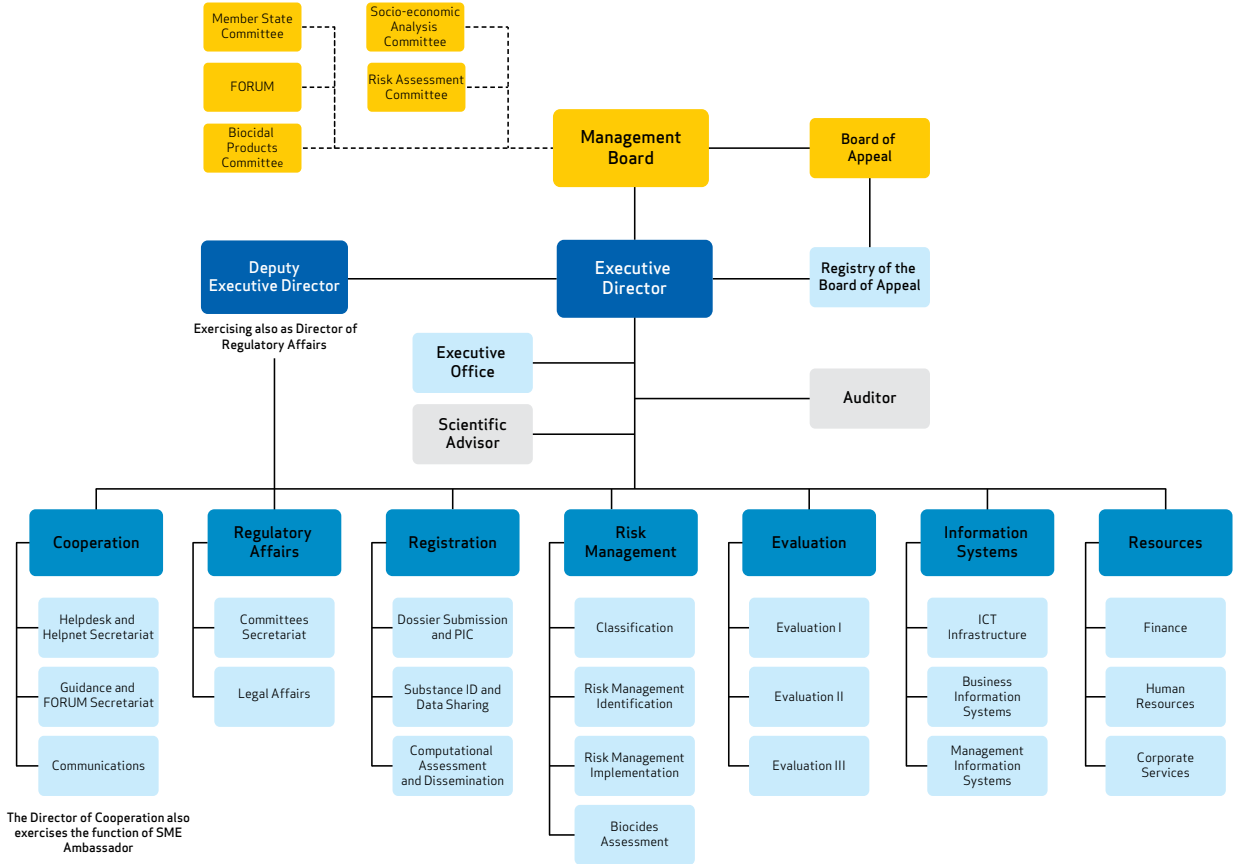 Member State
Committee
Socio-economic
Analysis
Committee
FORUM
Risk Assessment
Committee
Biocidal
Products
Committee
Management
Board
Board of
Appeal
Deputy
Executive Director
Executive
Director
Registry of the
Board of Appeal
Exercising also as Director of
Regulatory Affairs
Executive
Office
Auditor
Scientific
Advisor
Cooperation
Regulatory
Affairs
Registration
Risk
Management
Evaluation
Information
Systems
Resources
Helpdesk and
Helpnet Secretariat
Committees
Secretariat
Dossier Submission
and PIC
Classification
Evaluation I
ICT
Infrastructure
Finance
Guidance and
FORUM Secretariat
Legal Affairs
Substance ID and
Data Sharing
Risk Management
Identification
Evaluation II
Business
Information
Systems
Human
Resources
Communications
Computational
Assessment
and Dissemination
Risk Management
Implementation
Evaluation III
Management
Information
Systems
Corporate
Services
The Director of Cooperation also
exercises the function of SME
Ambassador
Biocides
Assessment